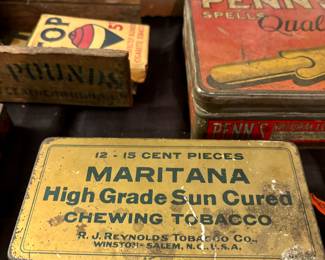 TOP
5¢
POUNDS
PENN'S
SPELLS
Quali
PENN'S
12 - 15 CENT PIECES
MARITANA
High Grade Sun Cured
CHEWING TOBACCO
R. J. REYNOLDS TOBACCO CO.,
WINSTON-SALEM, N.C., U.S.A.